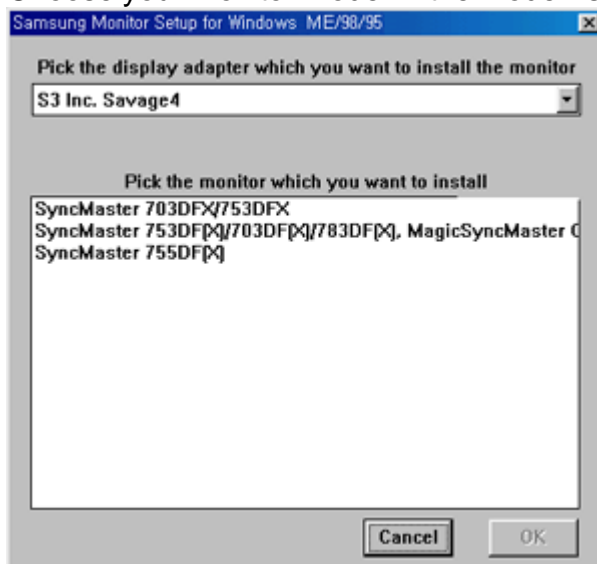 Samsung Monitor Setup for Windows ME/98/95
Pick the display adapter which you want to install the monitor
S3 Inc. Savage4
Pick the monitor which you want to install
SyncMaster 703DFX/753DFX
SyncMaster 753DF[X]/703DF[X]/783DF[X], MagicSyncMaster
SyncMaster 755DF[X]
Cancel
OK